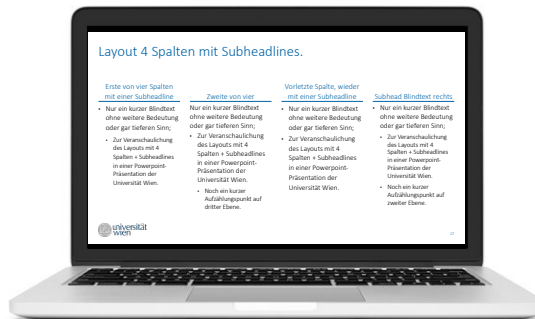 Layout 4 Spalten mit Subheadlines.
Erste von vier Spalten
mit einer Subheadline
• Nur ein kurzer Blindtext
ohne weitere Bedeutung
oder gar tieferen Sinn;
• Zur Veranschaulichung
des Layouts mit 4
Spalten + Subheadlines
in einer Powerpoint-
Präsentation der
Universität Wien.
Zweite von vier
Nur ein kurzer Blindtext
ohne weitere Bedeutung
oder gar tieferen Sinn;
• Zur Veranschaulichung
des Layouts mit 4
Spalten + Subheadlines
in einer Powerpoint-
Präsentation der
Universität Wien.
• Noch ein kurzer
Aufzählungspunkt auf
dritter Ebene.
Vorletzte Spalte, wieder
mit einer Subheadline
• Nur ein kurzer Blindtext
ohne weitere Bedeutung
oder gar tieferen Sinn;
• Zur Veranschaulichung
des Layouts mit 4
Spalten + Subheadlines
in einer Powerpoint-
Präsentation der
Universität Wien.
Subhead Blindtext rechts
• Nur ein kurzer Blindtext
ohne weitere Bedeutung
oder gar tieferen Sinn;
• Zur Veranschaulichung
des Layouts mit 4
Spalten + Subheadlines
in einer Powerpoint-
Präsentation der
Universität Wien.
• Noch ein kurzer
Aufzählungspunkt auf
zweiter Ebene.
universität
wien